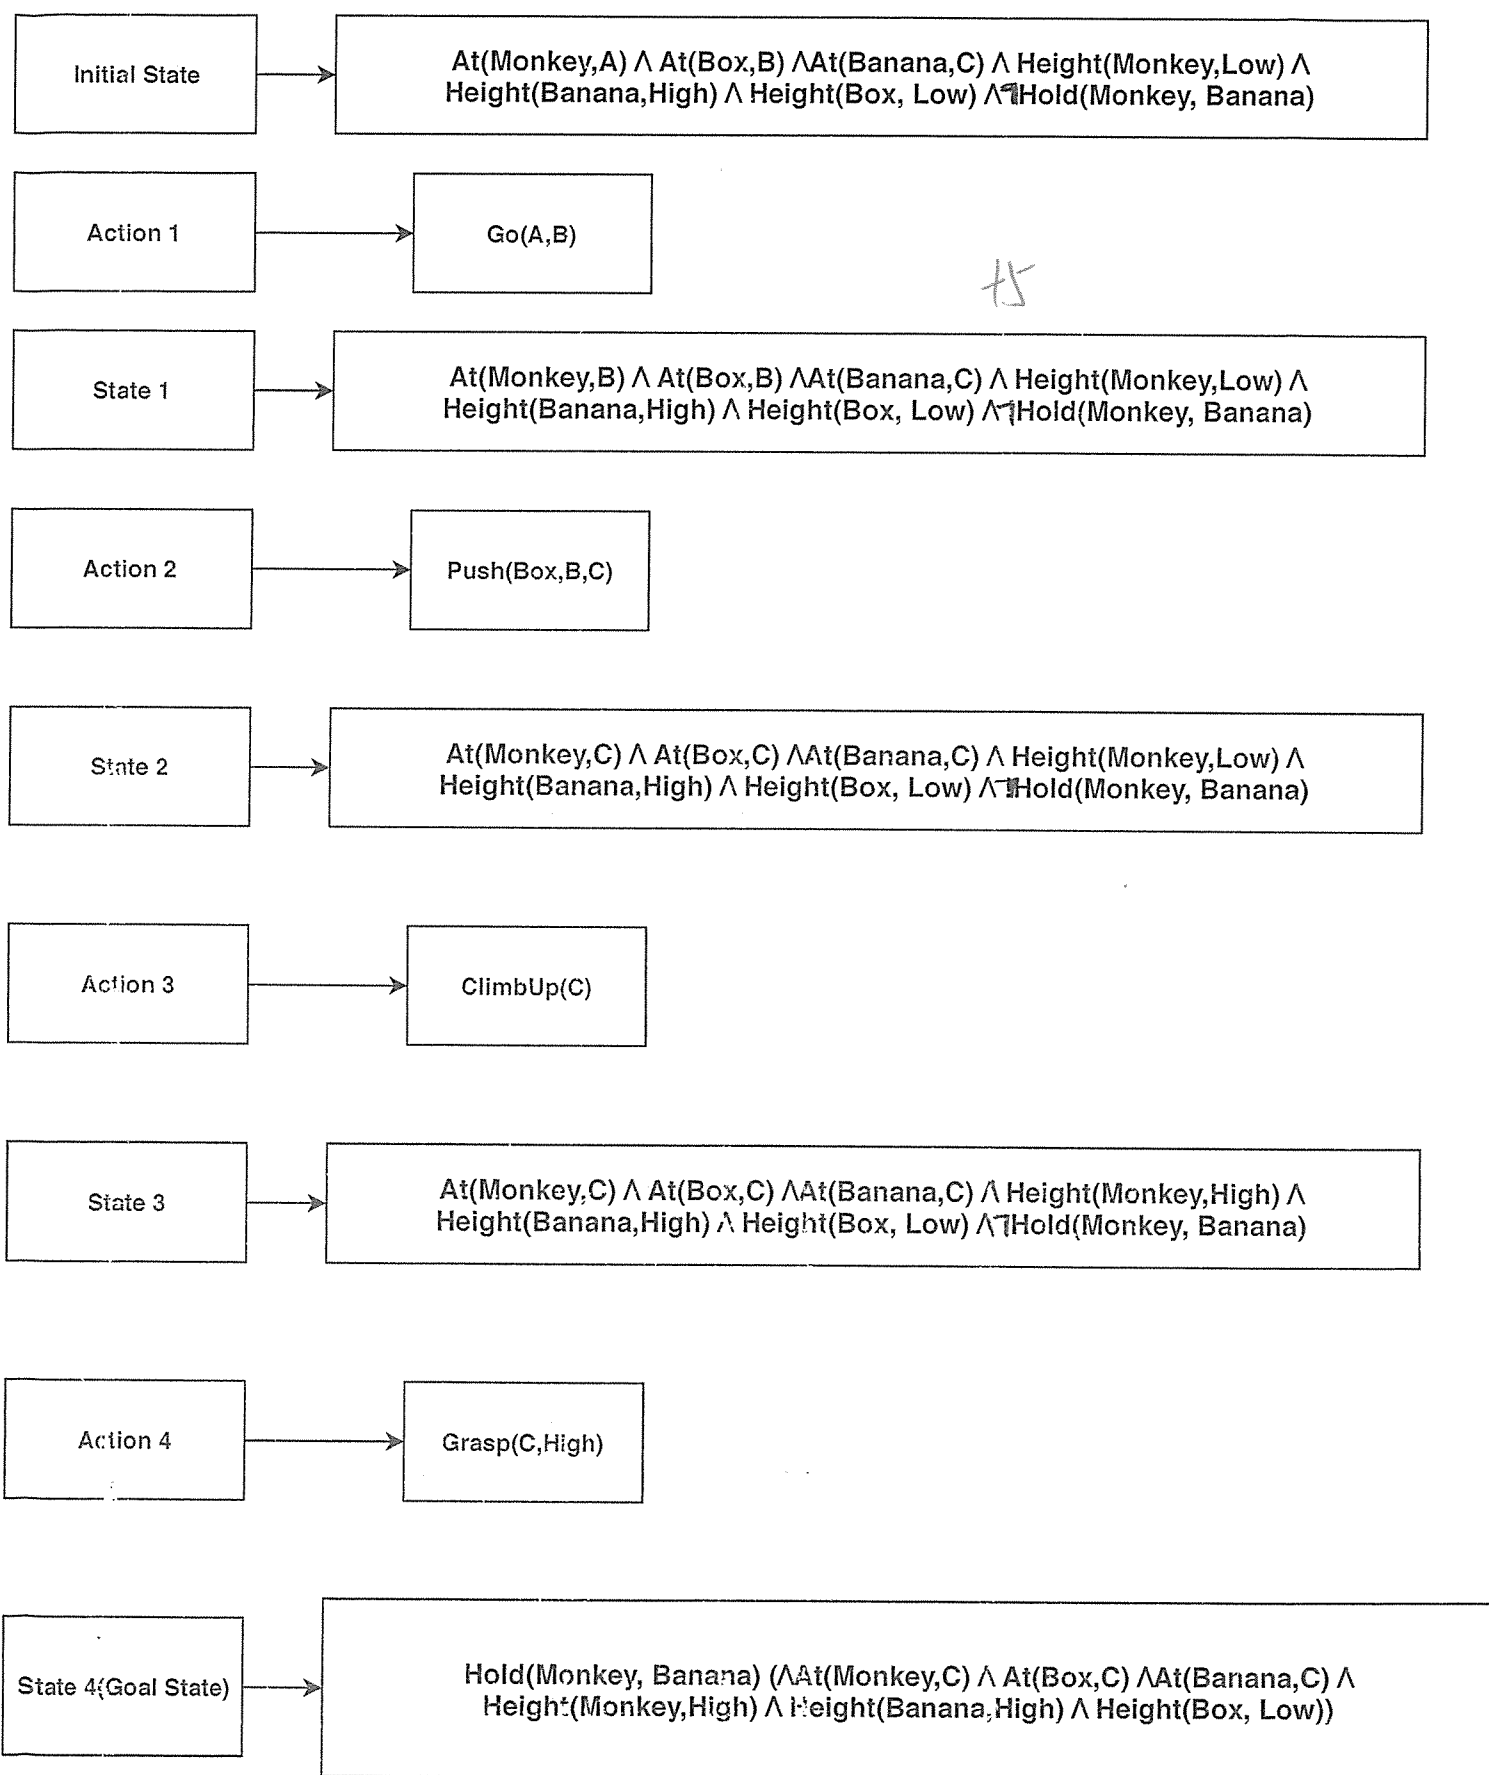 Initial State
At(Monkey,A) ∧ At(Box,B) ∧At(Banana,C) ∧ Height(Monkey,Low) ∧
Height(Banana,High) ∧ Height(Box, Low) ∧¬Hold(Monkey, Banana)
Action 1
Go(A,B)
+5
State 1
At(Monkey,B) ∧ At(Box,B) ∧At(Banana,C) ∧ Height(Monkey,Low) ∧
Height(Banana,High) ∧ Height(Box, Low) ∧¬Hold(Monkey, Banana)
Action 2
Push(Box,B,C)
State 2
At(Monkey,C) ∧ At(Box,C) ∧At(Banana,C) ∧ Height(Monkey,Low) ∧
Height(Banana,High) ∧ Height(Box, Low) ∧¬Hold(Monkey, Banana)
Action 3
ClimbUp(C)
State 3
At(Monkey,C) ∧ At(Box,C) ∧At(Banana,C) ∧ Height(Monkey,High) ∧
Height(Banana,High) ∧ Height(Box, Low) ∧¬Hold(Monkey, Banana)
Action 4
Grasp(C,High)
State 4(Goal State)
Hold(Monkey, Banana) (∧At(Monkey,C) ∧ At(Box,C) ∧At(Banana,C) ∧
Height(Monkey,High) ∧ Height(Banana,High) ∧ Height(Box, Low))